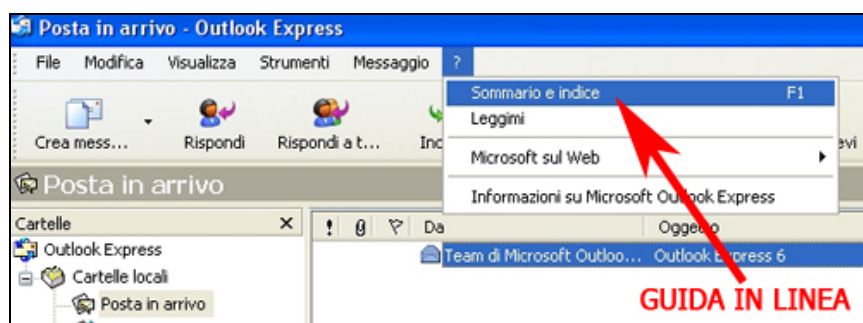 Posta in arrivo - Outlook Express
File Modifica Visualizza Strumenti Messaggio ?
Sommario e indice F1
Leggimi
Microsoft sul Web
Informazioni su Microsoft Outlook Express
Crea mess... Rispondi Rispondi a t...
Posta in arrivo
Cartelle
Outlook Express
Cartelle locali
Posta in arrivo
! Da Oggetto
Team di Microsoft Outloo... Outlook Express 6
GUIDA IN LINEA